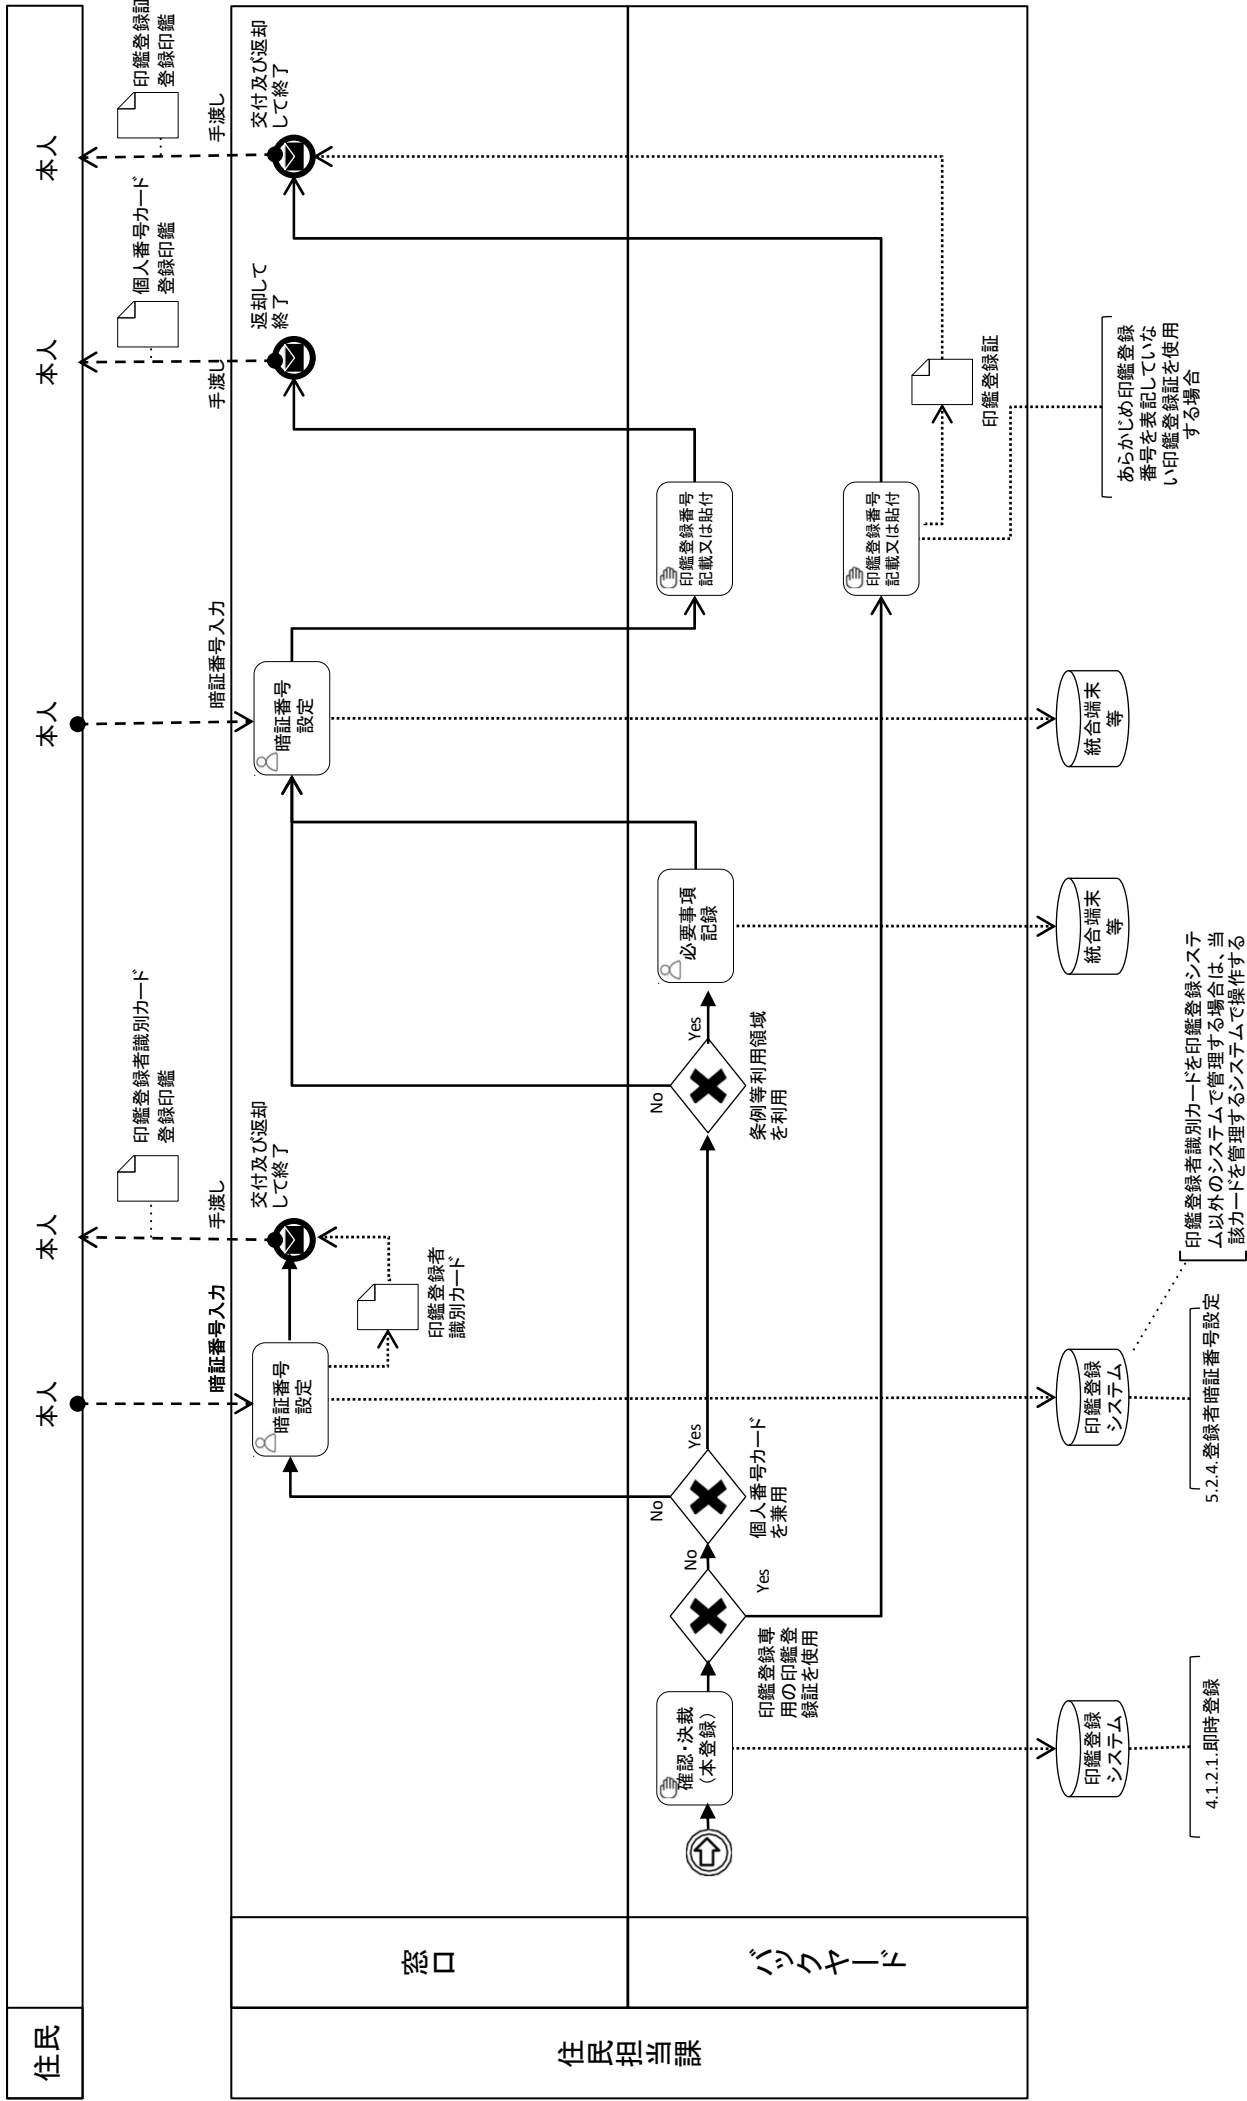 住民
住民担当課
窓口
バックヤード
本人
暗証番号入力
暗証番号
設定
本人
手渡し
印鑑登録者識別カード
登録印鑑
交付及び返却
して終了
印鑑登録者
識別カード
本人
暗証番号入力
暗証番号
設定
本人
手渡し
個人番号カード
登録印鑑
返却して
終了
本人
手渡し
印鑑登録証
登録印鑑
交付及び返却
して終了
確認・決裁
（本登録）
印鑑登録専
用の印鑑登
録証を使用
No
Yes
個人番号カード
を兼用
No
Yes
条例等利用領域
を利用
No
Yes
必要事項
記録
印鑑登録番号
記載又は貼付
印鑑登録番号
記載又は貼付
印鑑登録証
印鑑登録
システム
4.1.2.1.即時登録
印鑑登録
システム
5.2.4.登録者暗証番号設定
印鑑登録者識別カードを印鑑登録システ
ム以外のシステムで管理する場合は、当
該カードを管理するシステムで操作する
統合端末
等
統合端末
等
あらかじめ印鑑登録
番号を表記していな
い印鑑登録証を使用
する場合